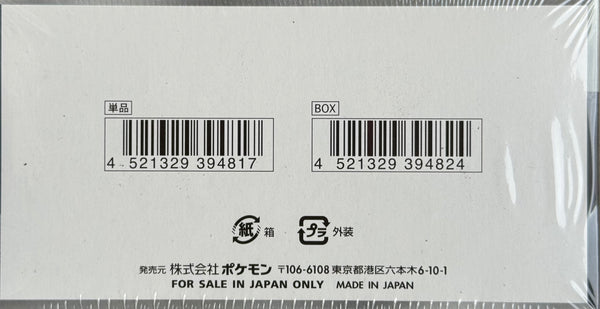 単品 BOX
4 521329 394817 4 521329 394824
紙 箱 プラ 外装
発売元 株式会社 ポケモン 〒106-6108 東京都港区六本木6-10-1
FOR SALE IN JAPAN ONLY MADE IN JAPAN